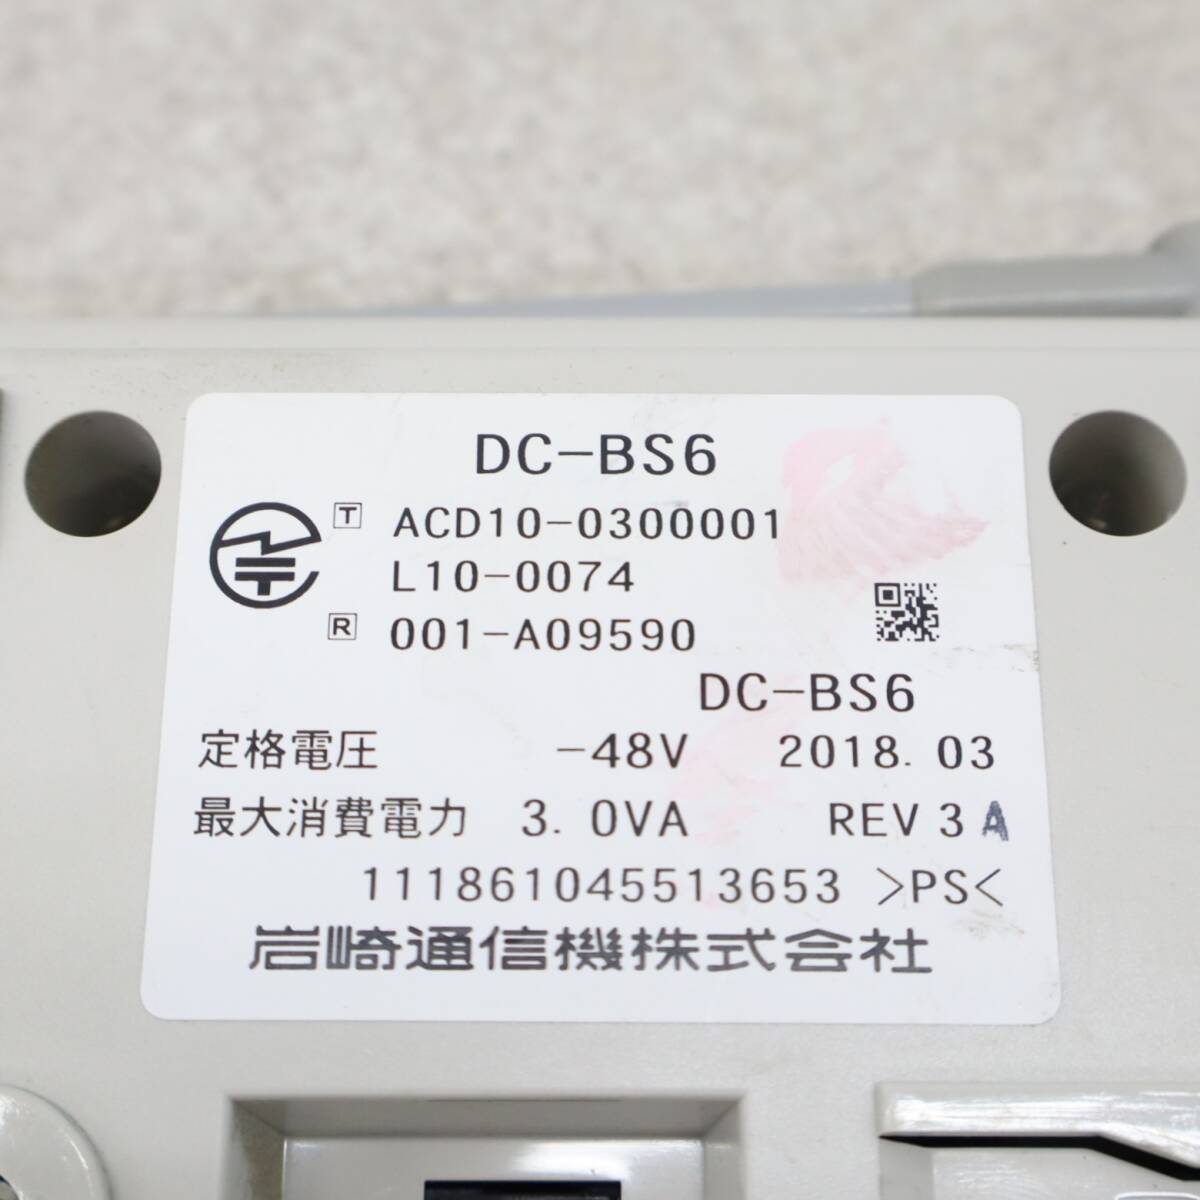 DC-BS6
T ACD10-0300001
L10-0074
R 001-A09590
DC-BS6
定格電圧 -48V 2018.03
最大消費電力 3.0VA REV 3 A
111861045513653 >PS<
岩崎通信機株式会社